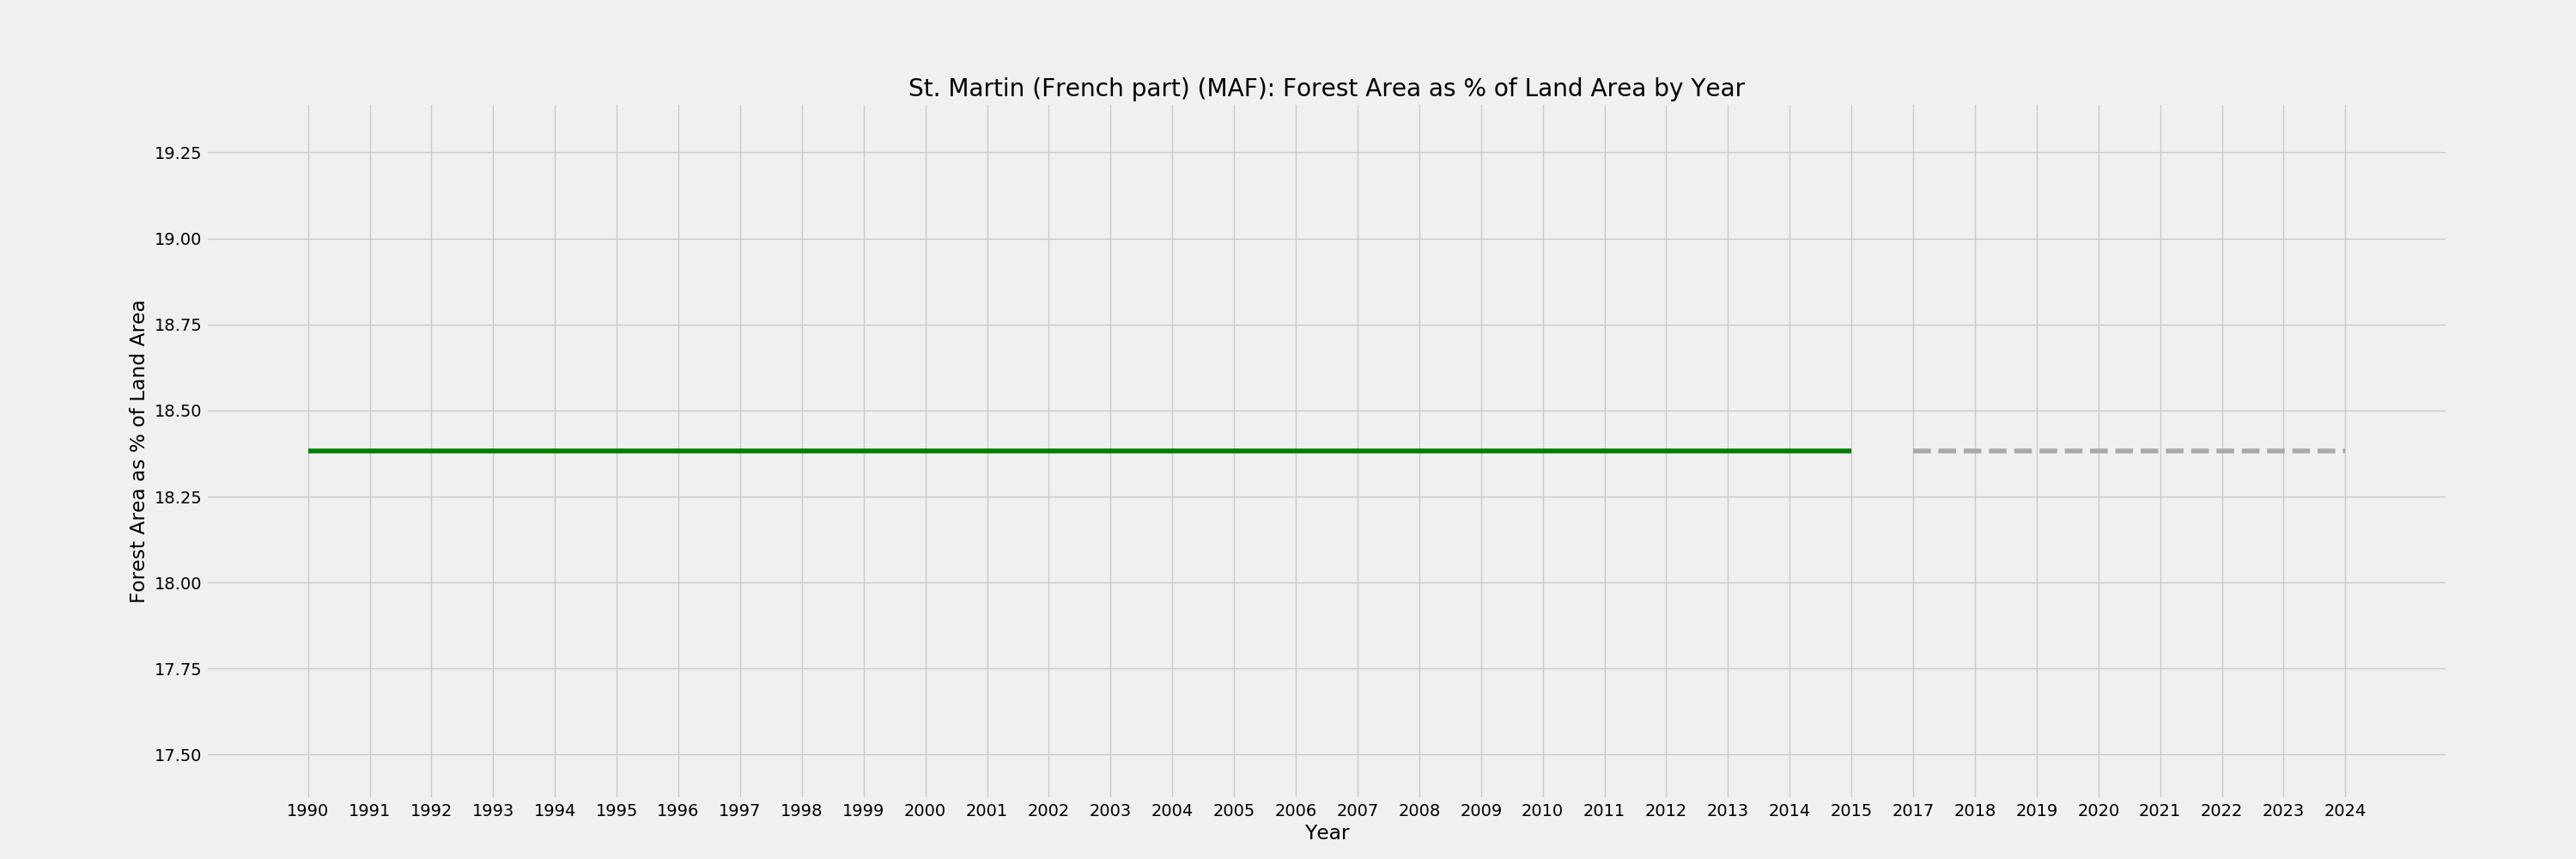 St. Martin (French part) (MAF): Forest Area as % of Land Area by Year
Forest Area as % of Land Area
19.25
19.00
18.75
18.50
18.25
18.00
17.75
17.50
1990 1991 1992 1993 1994 1995 1996 1997 1998 1999 2000 2001 2002 2003 2004 2005 2006 2007 2008 2009 2010 2011 2012 2013 2014 2015 2017 2018 2019 2020 2021 2022 2023 2024
Year